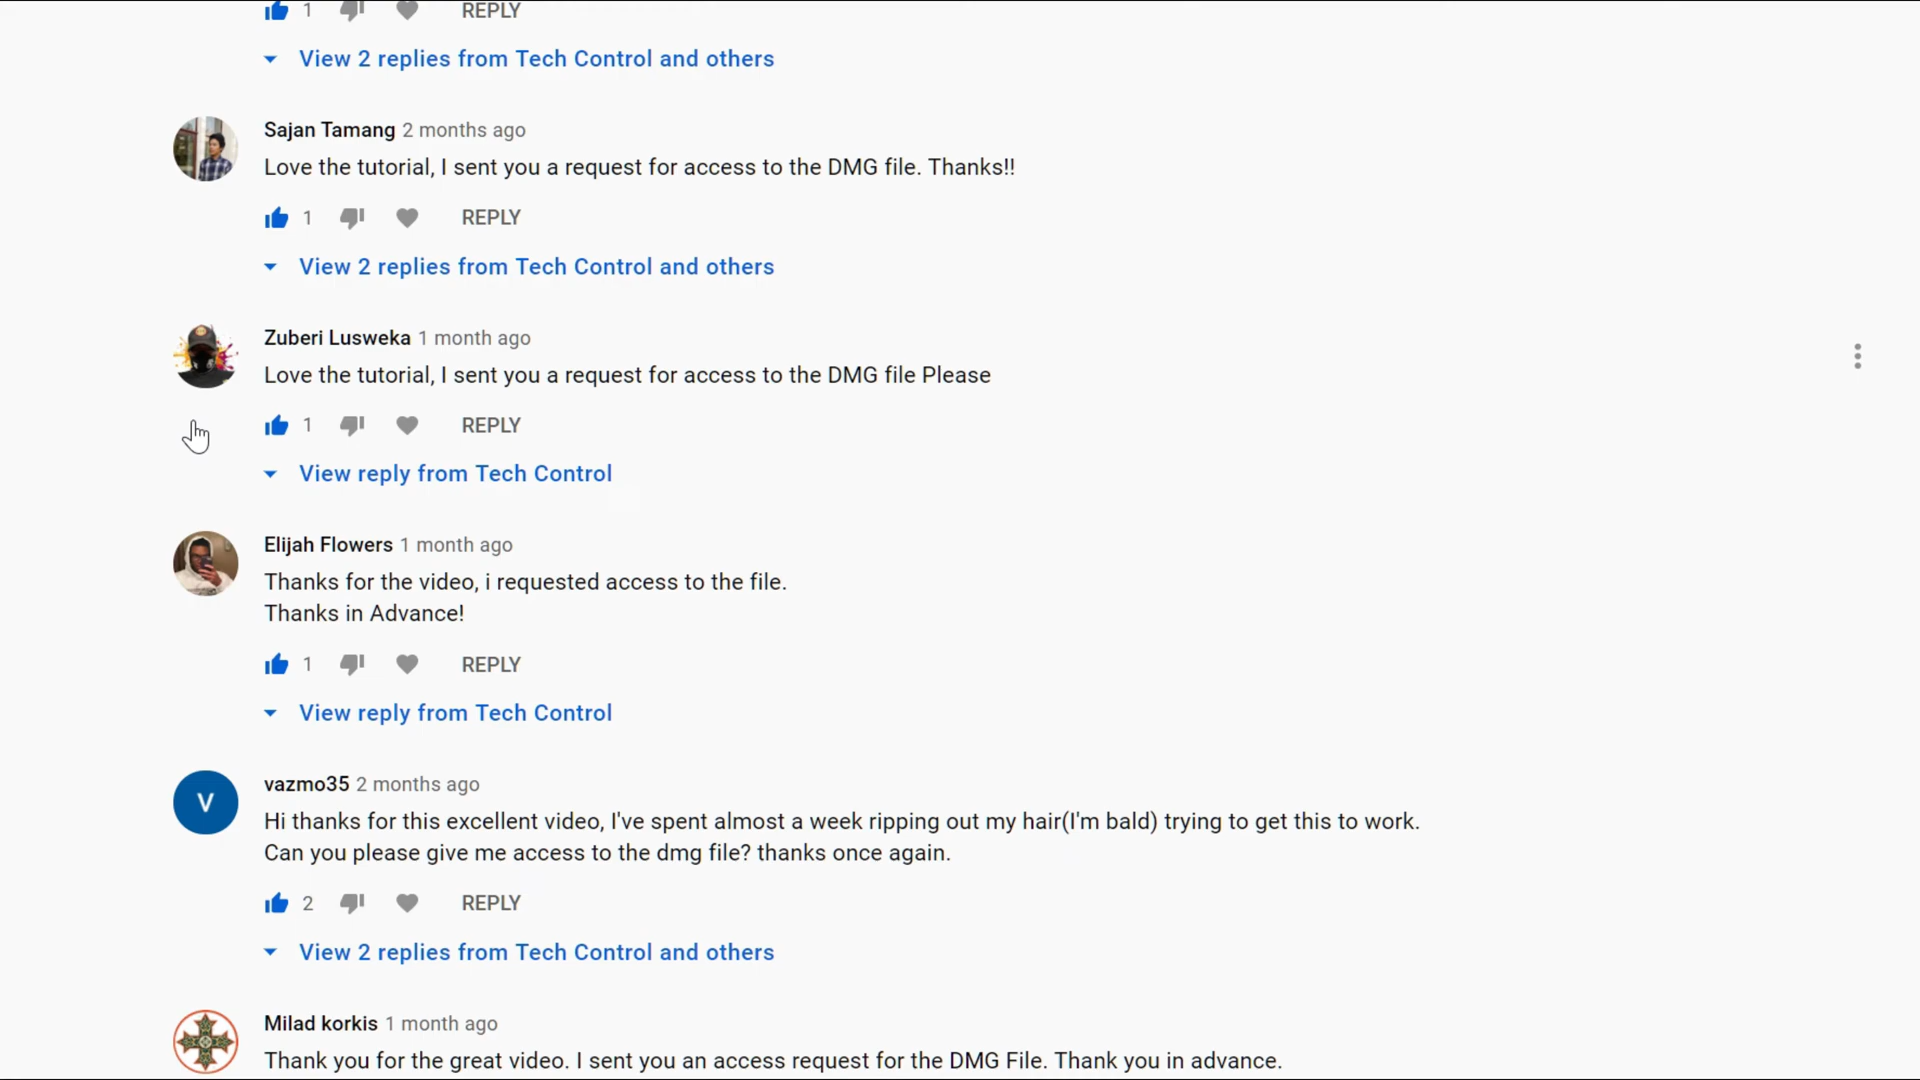 1 REPLY
View 2 replies from Tech Control and others
Sajan Tamang 2 months ago
Love the tutorial, I sent you a request for access to the DMG file. Thanks!!
1 REPLY
View 2 replies from Tech Control and others
Zuberi Lusweka 1 month ago
Love the tutorial, I sent you a request for access to the DMG file Please
1 REPLY
View reply from Tech Control
Elijah Flowers 1 month ago
Thanks for the video, i requested access to the file.
Thanks in Advance!
1 REPLY
View reply from Tech Control
V
vazmo35 2 months ago
Hi thanks for this excellent video, I've spent almost a week ripping out my hair(I'm bald) trying to get this to work.
Can you please give me access to the dmg file? thanks once again.
2 REPLY
View 2 replies from Tech Control and others
Milad korkis 1 month ago
Thank you for the great video. I sent you an access request for the DMG File. Thank you in advance.